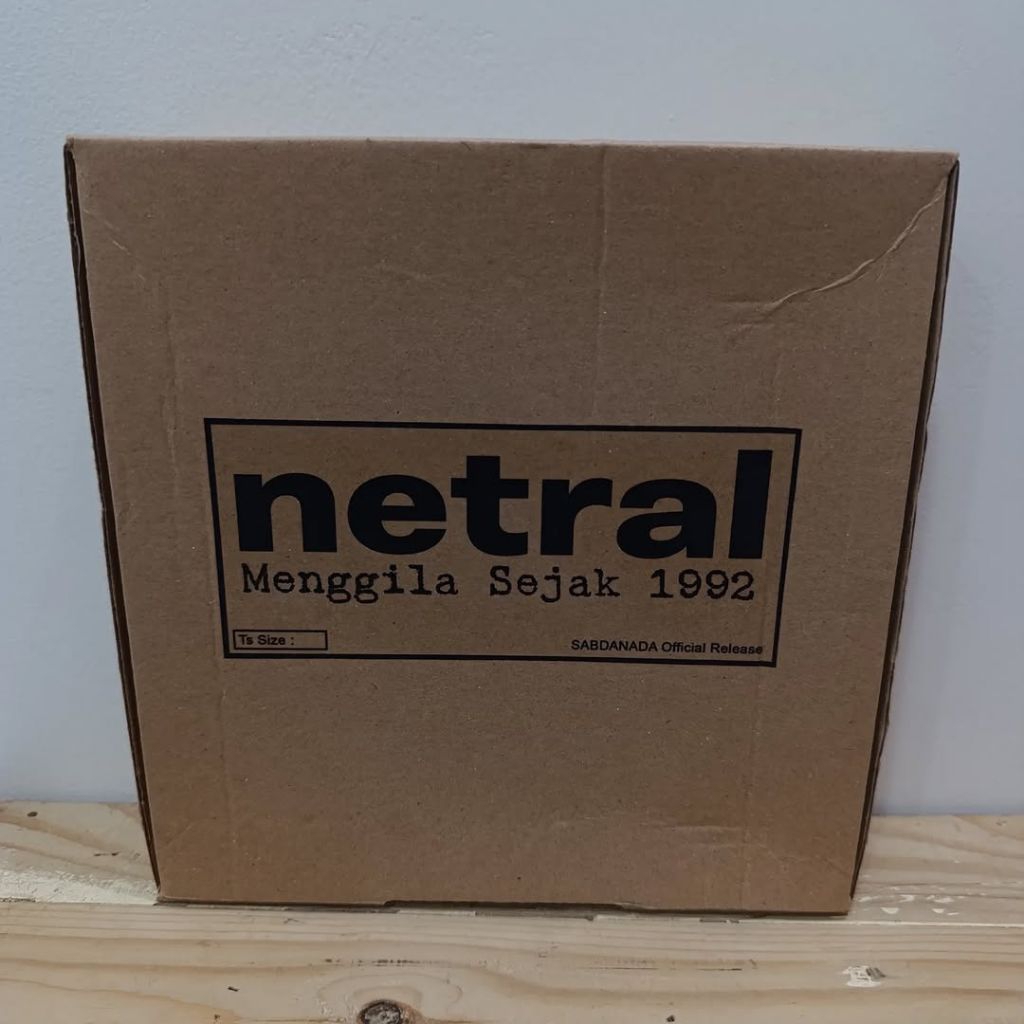 netral
Menggila Sejak 1992
Ts Size :
SABDANADA Official Release